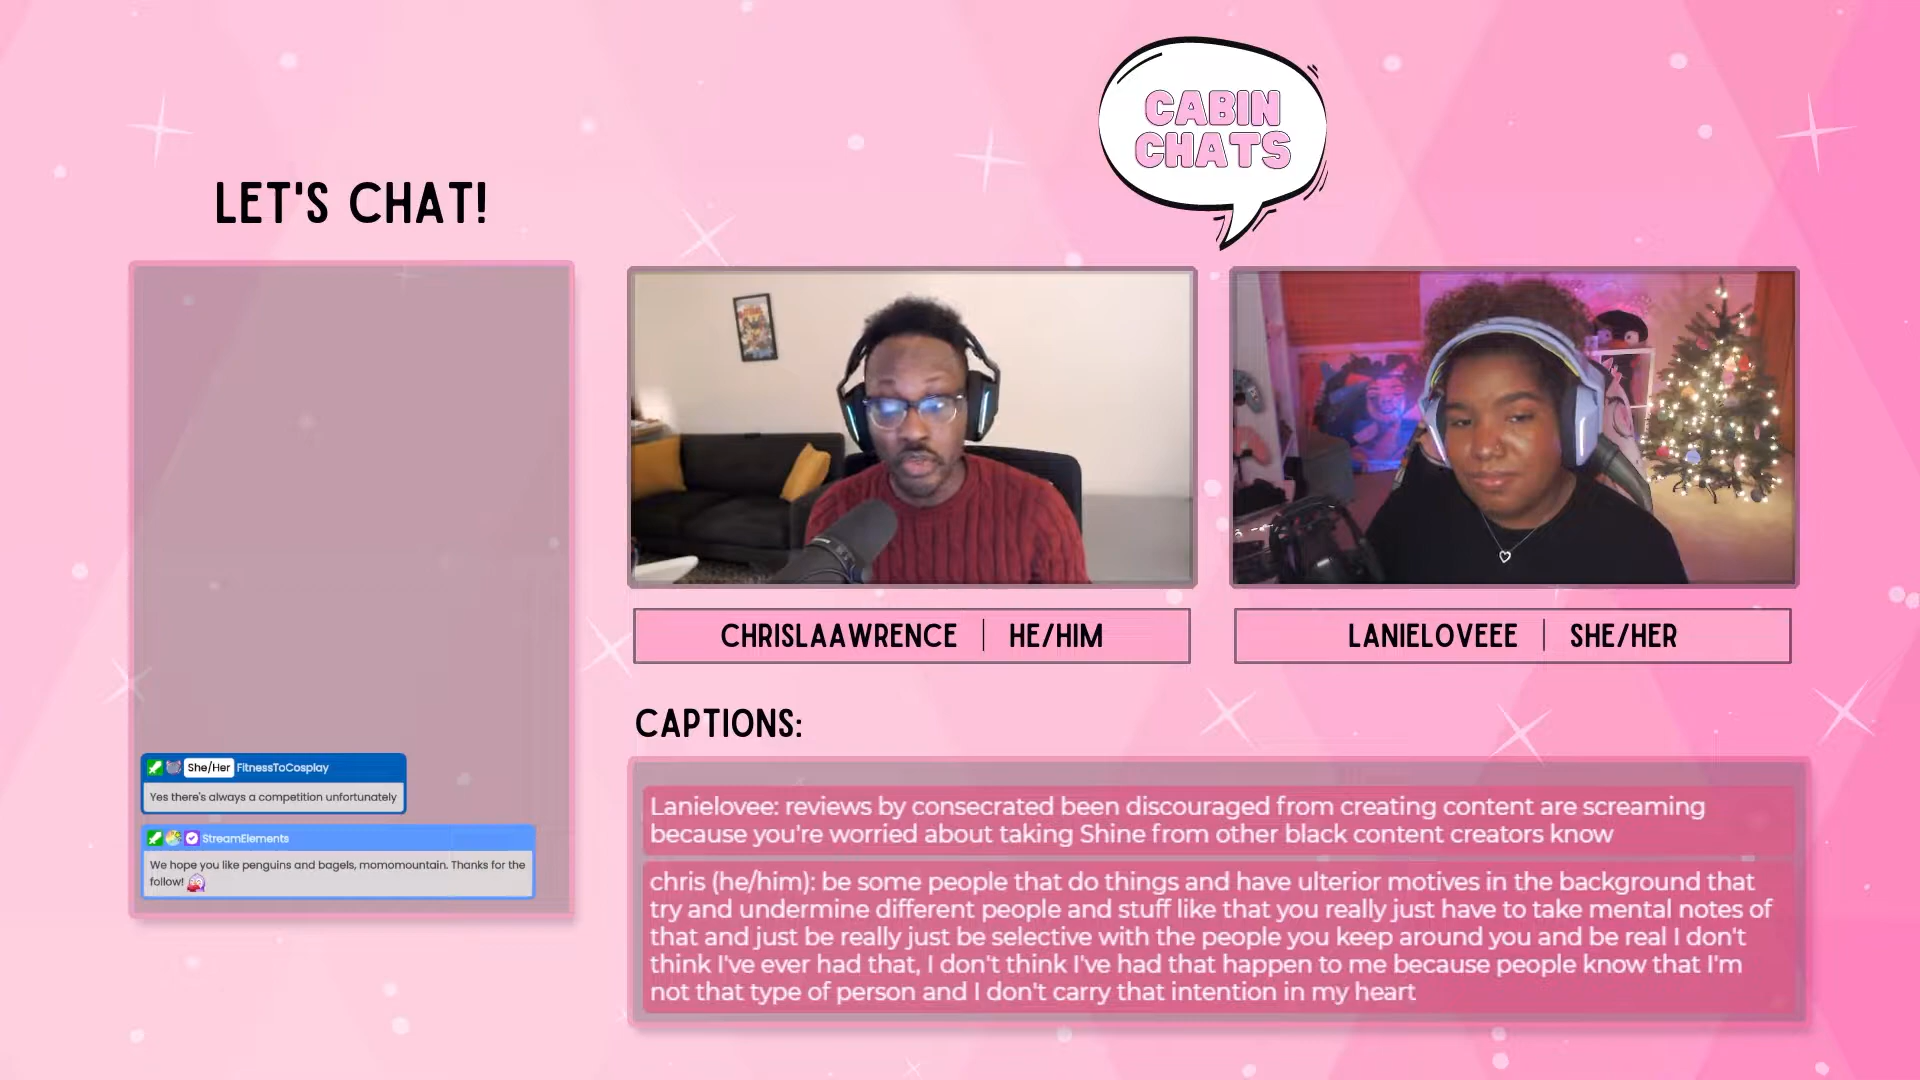 CABIN
CHATS
LET'S CHAT!
CHRISLAAWRENCE | HE/HIM
LANIELOVEEE | SHE/HER
CAPTIONS:
She/Her FitnessToCosplay
Yes there's always a competition unfortunately
StreamElements
We hope you like penguins and bagels, momomountain. Thanks for the
follow!
Lanielovee: reviews by consecrated been discouraged from creating content are screaming
because you're worried about taking Shine from other black content creators know
chris (he/him): be some people that do things and have ulterior motives in the background that
try and undermine different people and stuff like that you really just have to take mental notes of
that and just be really just be selective with the people you keep around you and be real I don't
think I've ever had that, I don't think I've had that happen to me because people know that I'm
not that type of person and I don't carry that intention in my heart